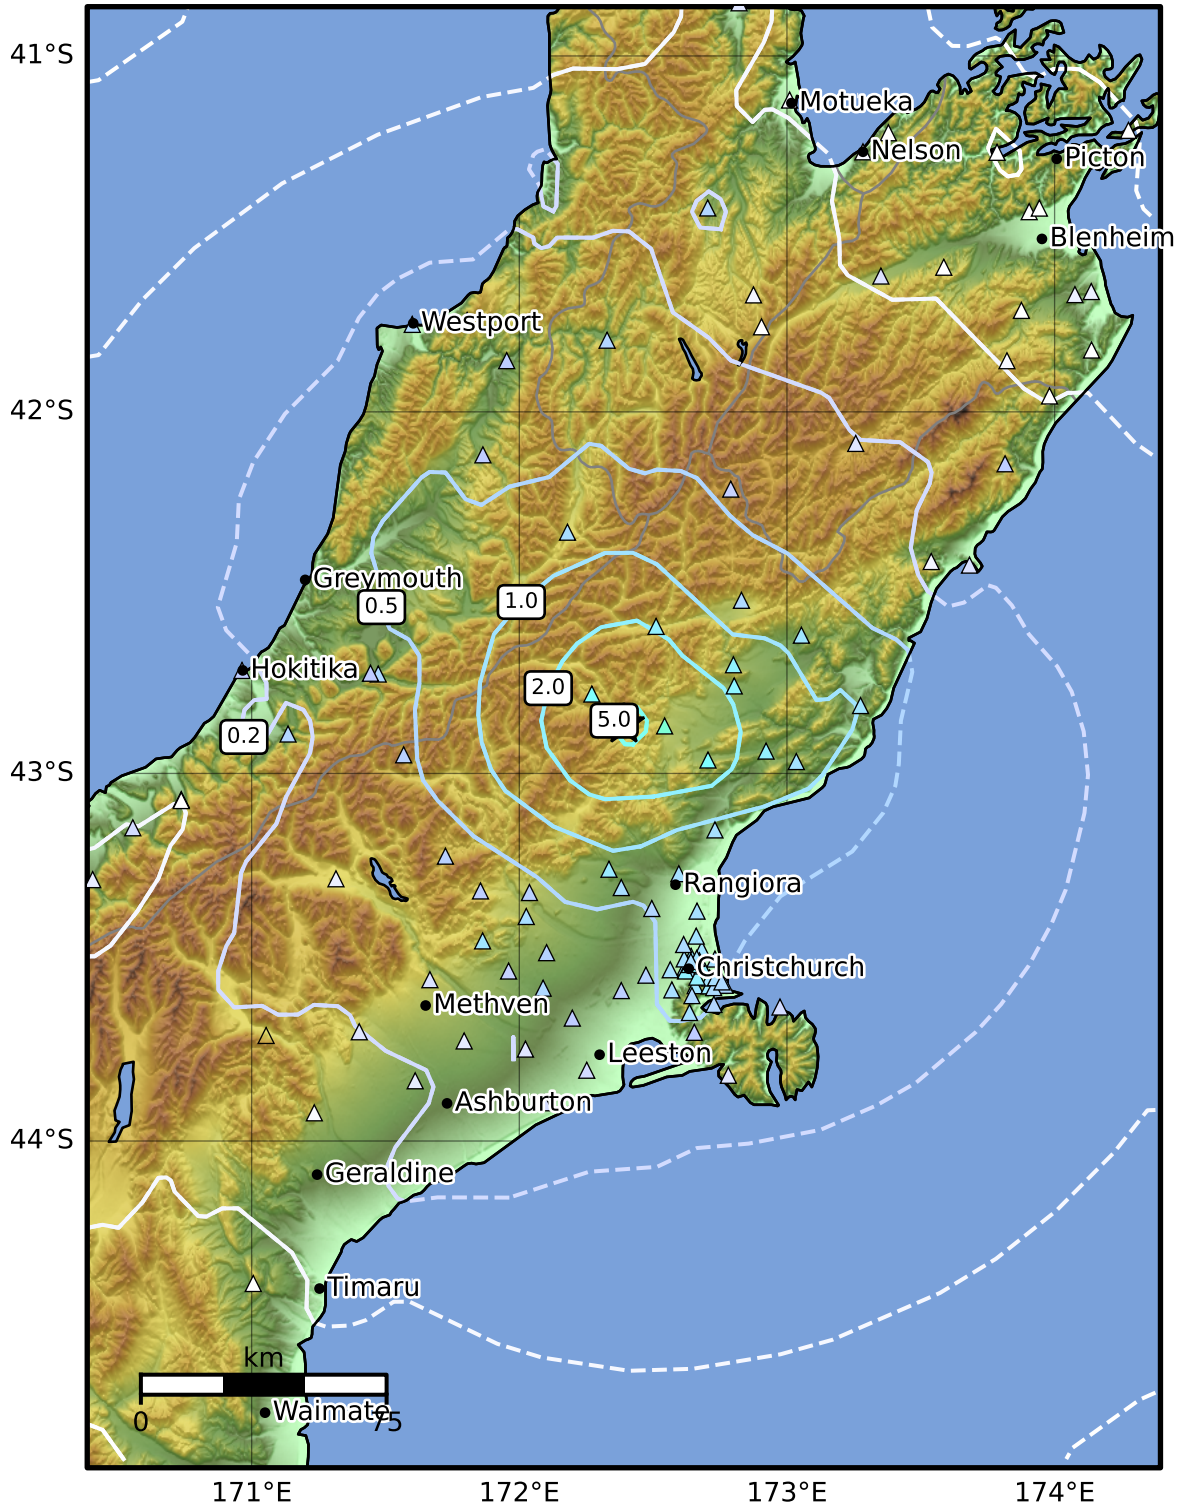 41°S
Motueka
Nelson
Picton
Blenheim
Westport
42°S
Greymouth
0.5
1.0
Hokitika
2.0
5.0
0.2
43°S
Rangiora
Christchurch
Methven
Leeston
Ashburton
44°S
Geraldine
Timaru
km
Waimate
0
75
171°E
172°E
173°E
174°E